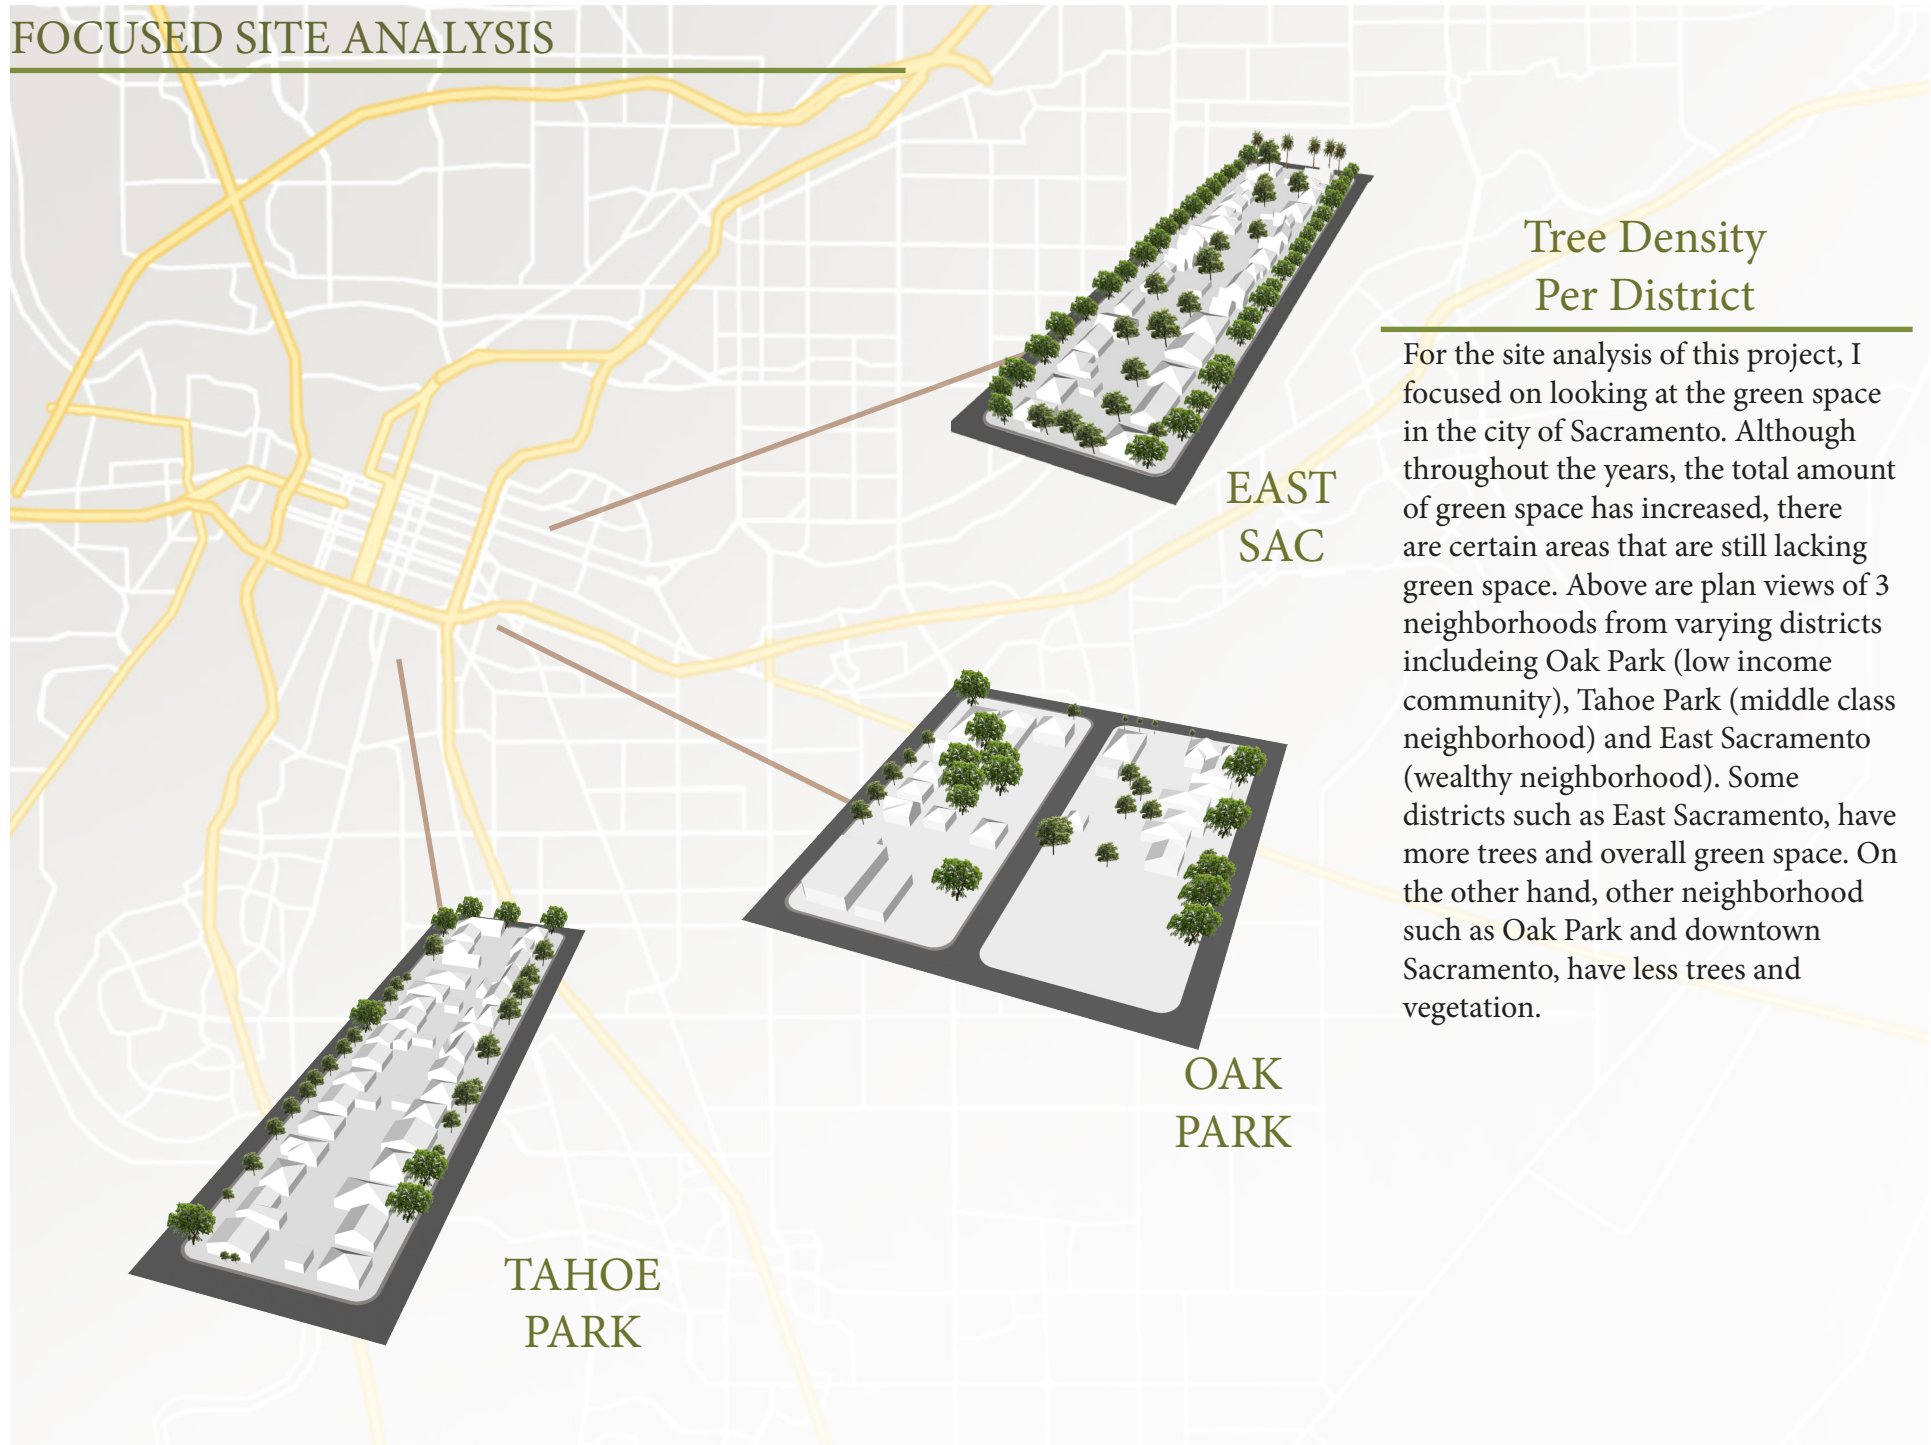 FOCUSED SITE ANALYSIS
EAST
SAC
OAK
PARK
TAHOE
PARK
Tree Density
Per District
For the site analysis of this project, I
focused on looking at the green space
in the city of Sacramento. Although
throughout the years, the total amount
of green space has increased, there
are certain areas that are still lacking
green space. Above are plan views of 3
neighborhoods from varying districts
includeing Oak Park (low income
community), Tahoe Park (middle class
neighborhood) and East Sacramento
(wealthy neighborhood). Some
districts such as East Sacramento, have
more trees and overall green space. On
the other hand, other neighborhood
such as Oak Park and downtown
Sacramento, have less trees and
vegetation.